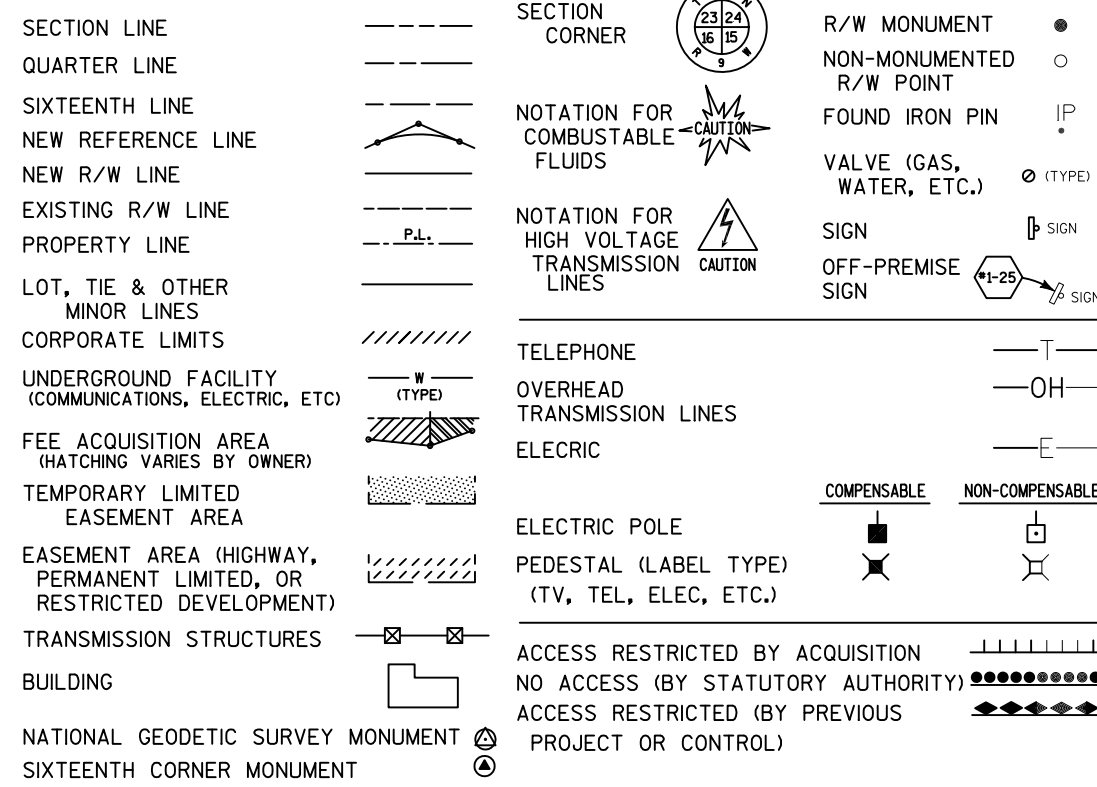 SECTION LINE
QUARTER LINE
SIXTEENTH LINE
NEW REFERENCE LINE
NEW R/W LINE
EXISTING R/W LINE
PROPERTY LINE
P.L.
LOT, TIE & OTHER
MINOR LINES
CORPORATE LIMITS
UNDERGROUND FACILITY
(COMMUNICATIONS, ELECTRIC, ETC)
W
(TYPE)
FEE ACQUISITION AREA
(HATCHING VARIES BY OWNER)
TEMPORARY LIMITED
EASEMENT AREA
EASEMENT AREA (HIGHWAY,
PERMANENT LIMITED, OR
RESTRICTED DEVELOPMENT)
TRANSMISSION STRUCTURES
BUILDING
NATIONAL GEODETIC SURVEY MONUMENT
SIXTEENTH CORNER MONUMENT
SECTION
CORNER
T N
23 24
16 15
R 9 W
NOTATION FOR
COMBUSTABLE
FLUIDS
CAUTION
NOTATION FOR
HIGH VOLTAGE
TRANSMISSION
LINES
CAUTION
R/W MONUMENT
NON-MONUMENTED
R/W POINT
FOUND IRON PIN
IP
VALVE (GAS,
WATER, ETC.)
(TYPE)
SIGN
SIGN
OFF-PREMISE
SIGN
#1-25
SIGN
TELEPHONE
T
OVERHEAD
TRANSMISSION LINES
OH
ELECRIC
E
COMPENSABLE NON-COMPENSABLE
ELECTRIC POLE
PEDESTAL (LABEL TYPE)
(TV, TEL, ELEC, ETC.)
ACCESS RESTRICTED BY ACQUISITION
NO ACCESS (BY STATUTORY AUTHORITY)
ACCESS RESTRICTED (BY PREVIOUS
PROJECT OR CONTROL)